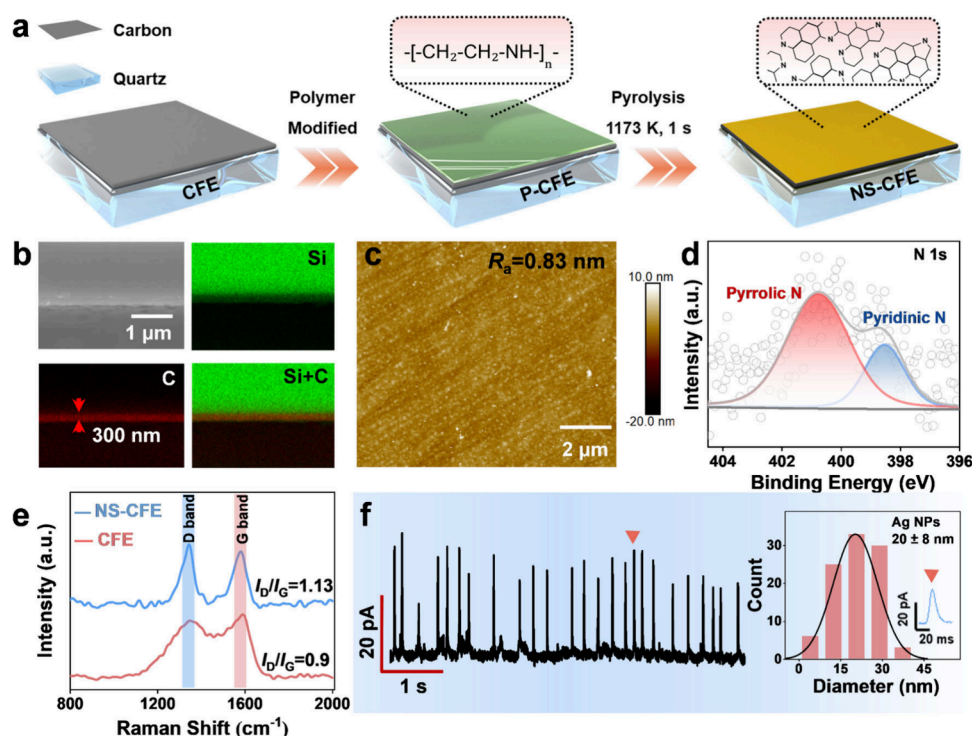 a
Carbon
Quartz
CFE
Polymer
Modified
-[-CH₂-CH₂-NH-]ₙ-
P-CFE
Pyrolysis
1173 K, 1 s
N N N N N N N N
NS-CFE
b
1 μm
Si
C
300 nm
Si+C
c
Rₐ=0.83 nm
10.0 nm
-20.0 nm
2 μm
d
N 1s
Pyrrolic N
Pyridinic N
Intensity (a.u.)
404 402 400 398 396
Binding Energy (eV)
e
NS-CFE
CFE
D band
G band
I_D/I_G=1.13
I_D/I_G=0.9
Intensity (a.u.)
800 1200 1600 2000
Raman Shift (cm⁻¹)
f
20 pA
1 s
Ag NPs
20 ± 8 nm
Count
30
20
10
0
20 pA
20 ms
0 15 30 45
Diameter (nm)